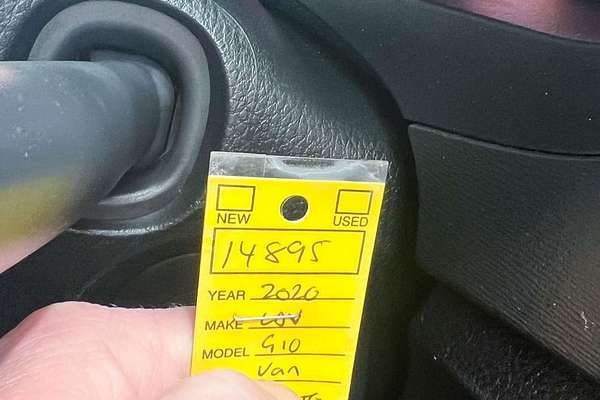 NEW USED
14895
YEAR 2020
MAKE LDV
MODEL G10
Van